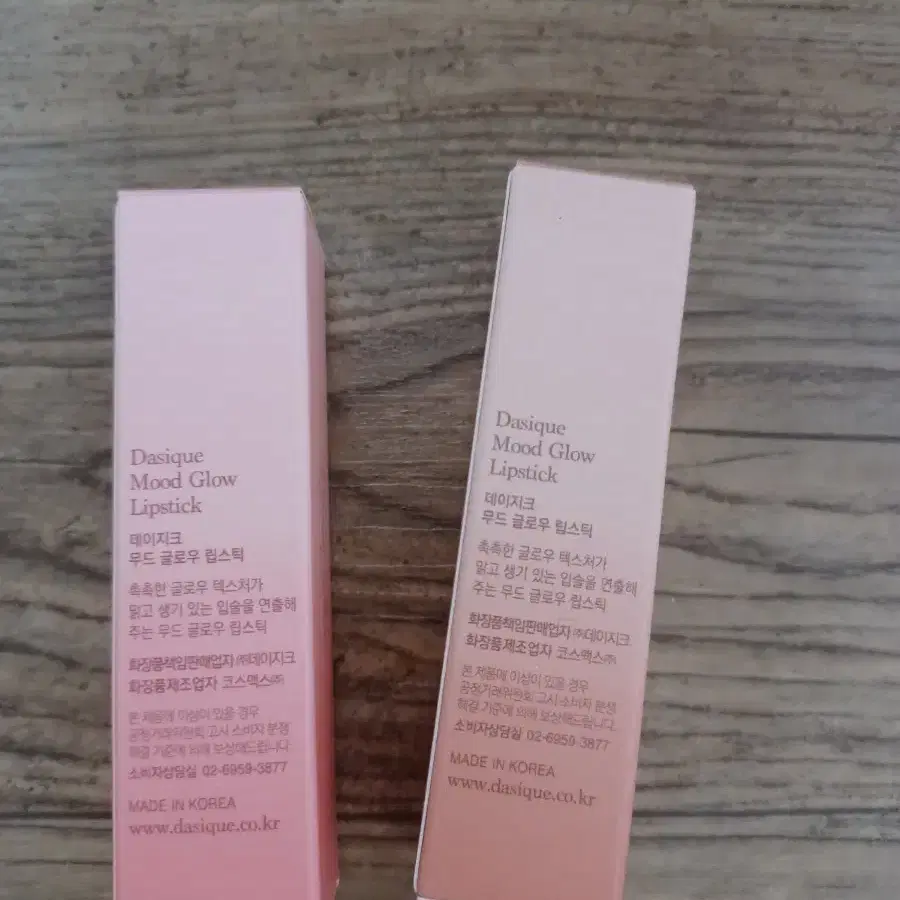 Dasique
Mood Glow
Lipstick
데이지크
무드 글로우 립스틱
촉촉한 글로우 텍스처가
맑고 생기 있는 입술을 연출해
주는 무드 글로우 립스틱
화장품책임판매업자 ㈜데이지크
화장품제조업자 코스맥스㈜
본 제품에 이상이 있을 경우
공정거래위원회 고시 소비자 분쟁
해결 기준에 의해 보상해드립니다.
소비자상담실 02-6959-3877
MADE IN KOREA
www.dasique.co.kr
Dasique
Mood Glow
Lipstick
데이지크
무드 글로우 립스틱
촉촉한 글로우 텍스처가
맑고 생기 있는 입술을 연출해
주는 무드 글로우 립스틱
화장품책임판매업자 ㈜데이지크
화장품제조업자 코스맥스㈜
본 제품에 이상이 있을 경우
공정거래위원회 고시 소비자 분쟁
해결 기준에 의해 보상해드립니다.
소비자상담실 02-6959-3877
MADE IN KOREA
www.dasique.co.kr